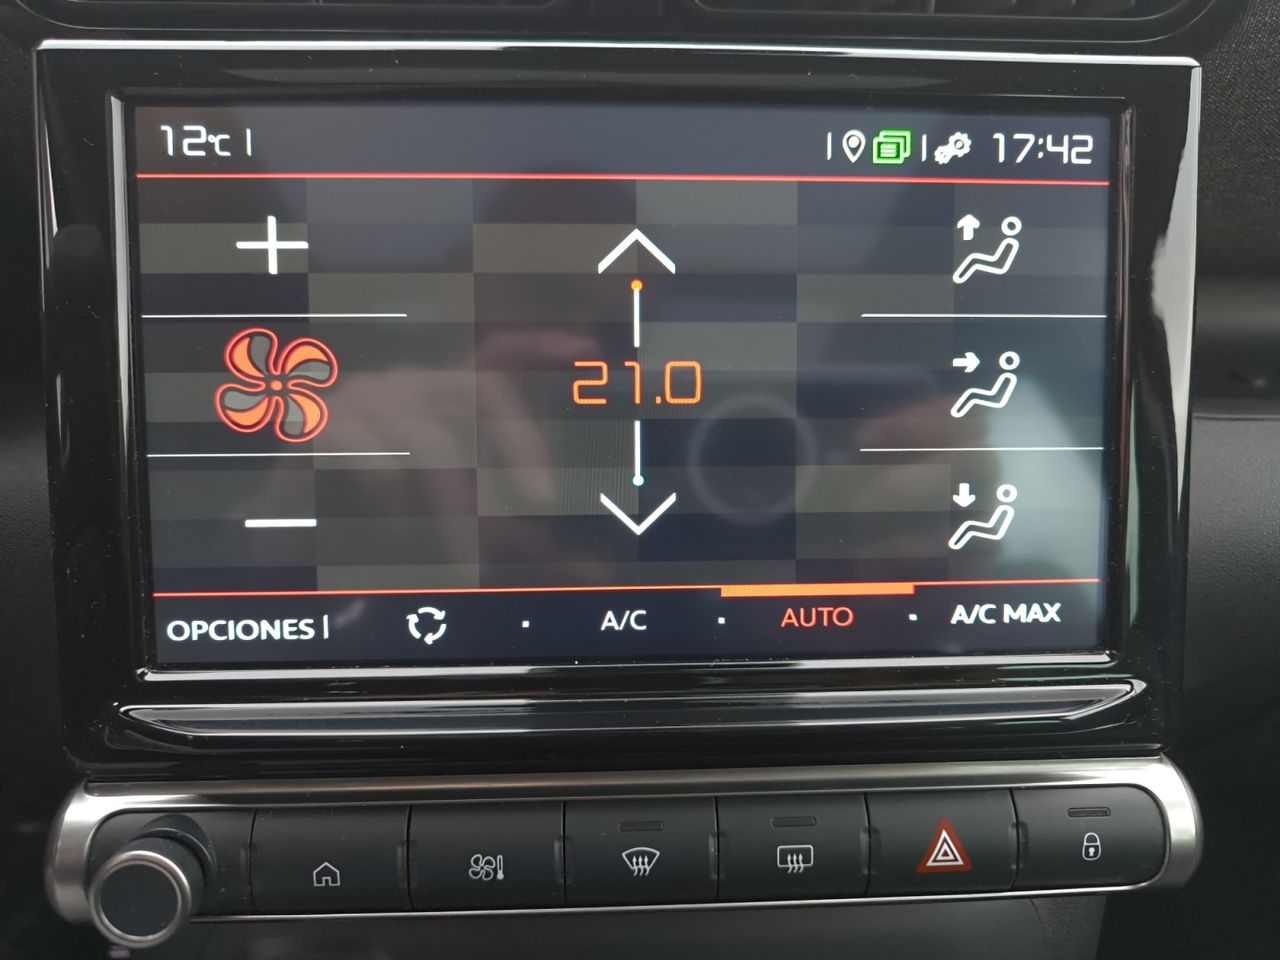 12°C
17:42
21.0
OPCIONES
A/C
AUTO
A/C MAX